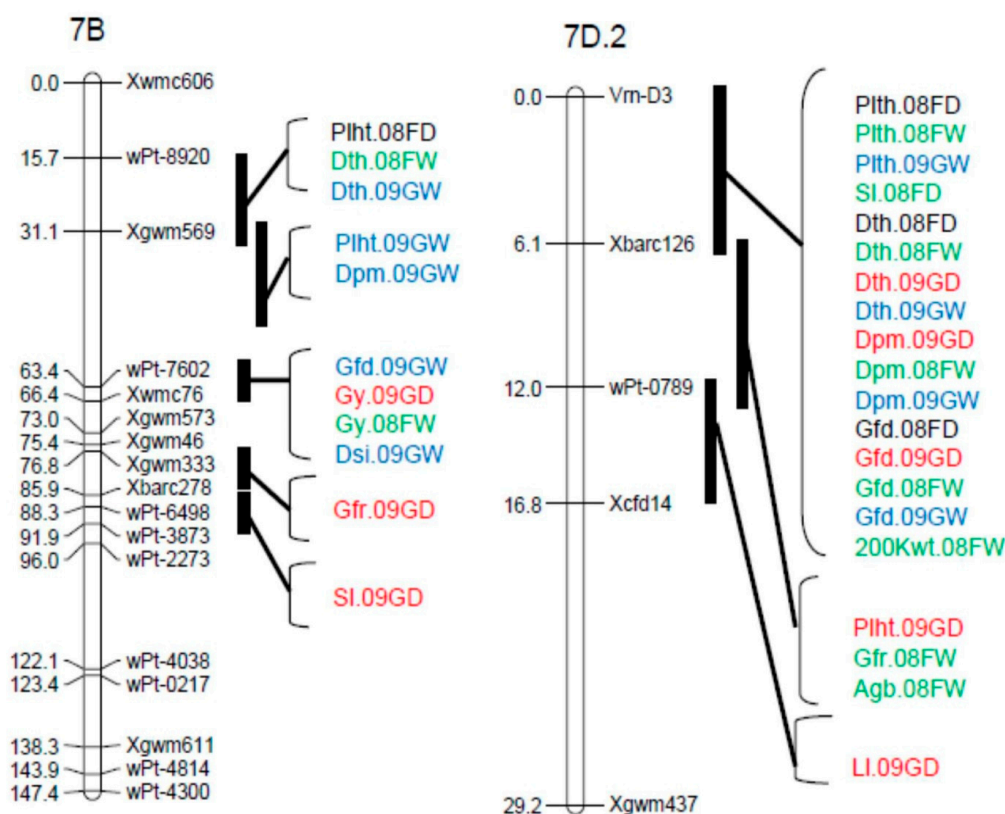 7B
0.0 Xwmc606
15.7 wPt-8920
31.1 Xgwm569
63.4 wPt-7602
66.4 Xwmc76
73.0 Xgwm573
75.4 Xgwm46
76.8 Xgwm333
85.9 Xbarc278
88.3 wPt-6498
91.9 wPt-3873
96.0 wPt-2273
122.1 wPt-4038
123.4 wPt-0217
138.3 Xgwm611
143.9 wPt-4814
147.4 wPt-4300
Plht.08FD
Dth.08FW
Dth.09GW
Plht.09GW
Dpm.09GW
Gfd.09GW
Gy.09GD
Gy.08FW
Dsi.09GW
Gfr.09GD
Sl.09GD
7D.2
0.0 Vrn-D3
6.1 Xbarc126
12.0 wPt-0789
16.8 Xcfd14
29.2 Xgwm437
Plth.08FD
Plth.08FW
Plth.09GW
Sl.08FD
Dth.08FD
Dth.08FW
Dth.09GD
Dth.09GW
Dpm.09GD
Dpm.08FW
Dpm.09GW
Gfd.08FD
Gfd.09GD
Gfd.08FW
Gfd.09GW
200Kwt.08FW
Plht.09GD
Gfr.08FW
Agb.08FW
Ll.09GD